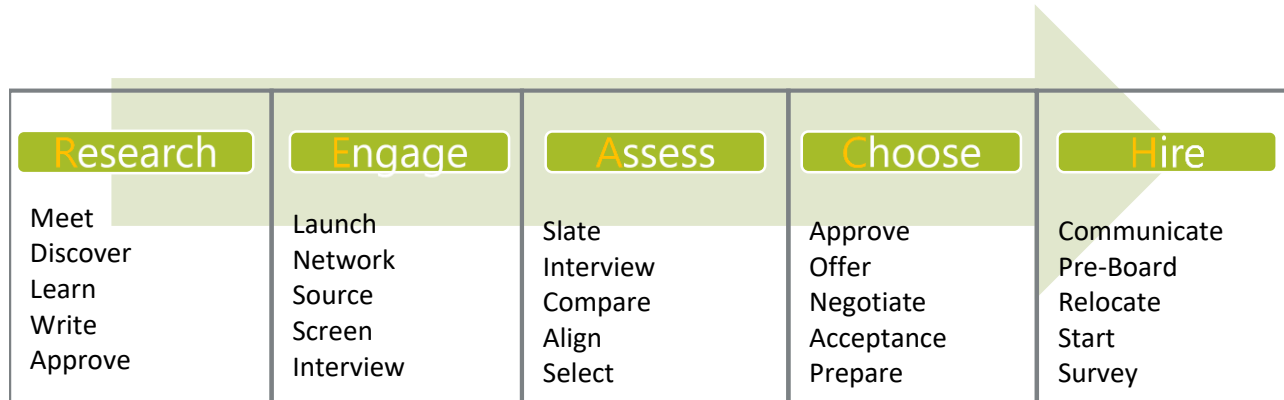 Research
Meet
Discover
Learn
Write
Approve
Engage
Launch
Network
Source
Screen
Interview
Assess
Slate
Interview
Compare
Align
Select
Choose
Approve
Offer
Negotiate
Acceptance
Prepare
Hire
Communicate
Pre-Board
Relocate
Start
Survey